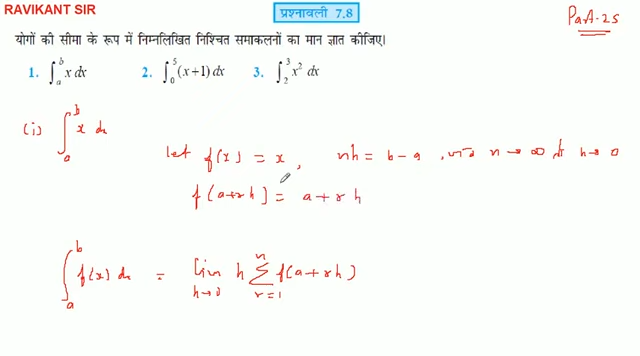 RAVIKANT SIR
प्रश्नावली 7.8
Part-25
योगों की सीमा के रूप में निम्नलिखित निश्चित समाकलनों का मान ज्ञात कीजिए।
1. ∫ₐᵇ x dx 2. ∫₀⁵ (x+1) dx 3. ∫₂³ x² dx
(i) ∫ₐᵇ x dx
let f(x) = x, nh = b-a, n → ∞ h → 0
f(a+rh) = a+rh
∫ₐᵇ f(x) dx = lim h→0 h ∑ r=1 n f(a+rh)